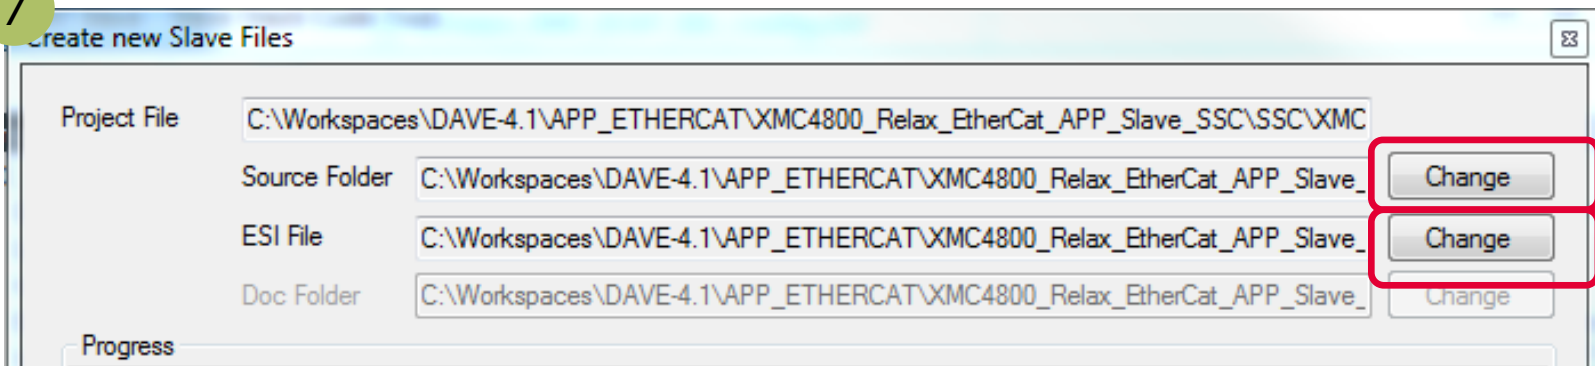 7
Create new Slave Files
Project File C:\Workspaces\DAVE-4.1\APP_ETHERCAT\XMC4800_Relax_EtherCat_APP_Slave_SSC\SSC\XMC
Source Folder C:\Workspaces\DAVE-4.1\APP_ETHERCAT\XMC4800_Relax_EtherCat_APP_Slave_ Change
ESI File C:\Workspaces\DAVE-4.1\APP_ETHERCAT\XMC4800_Relax_EtherCat_APP_Slave_ Change
Doc Folder C:\Workspaces\DAVE-4.1\APP_ETHERCAT\XMC4800_Relax_EtherCat_APP_Slave_ Change
Progress